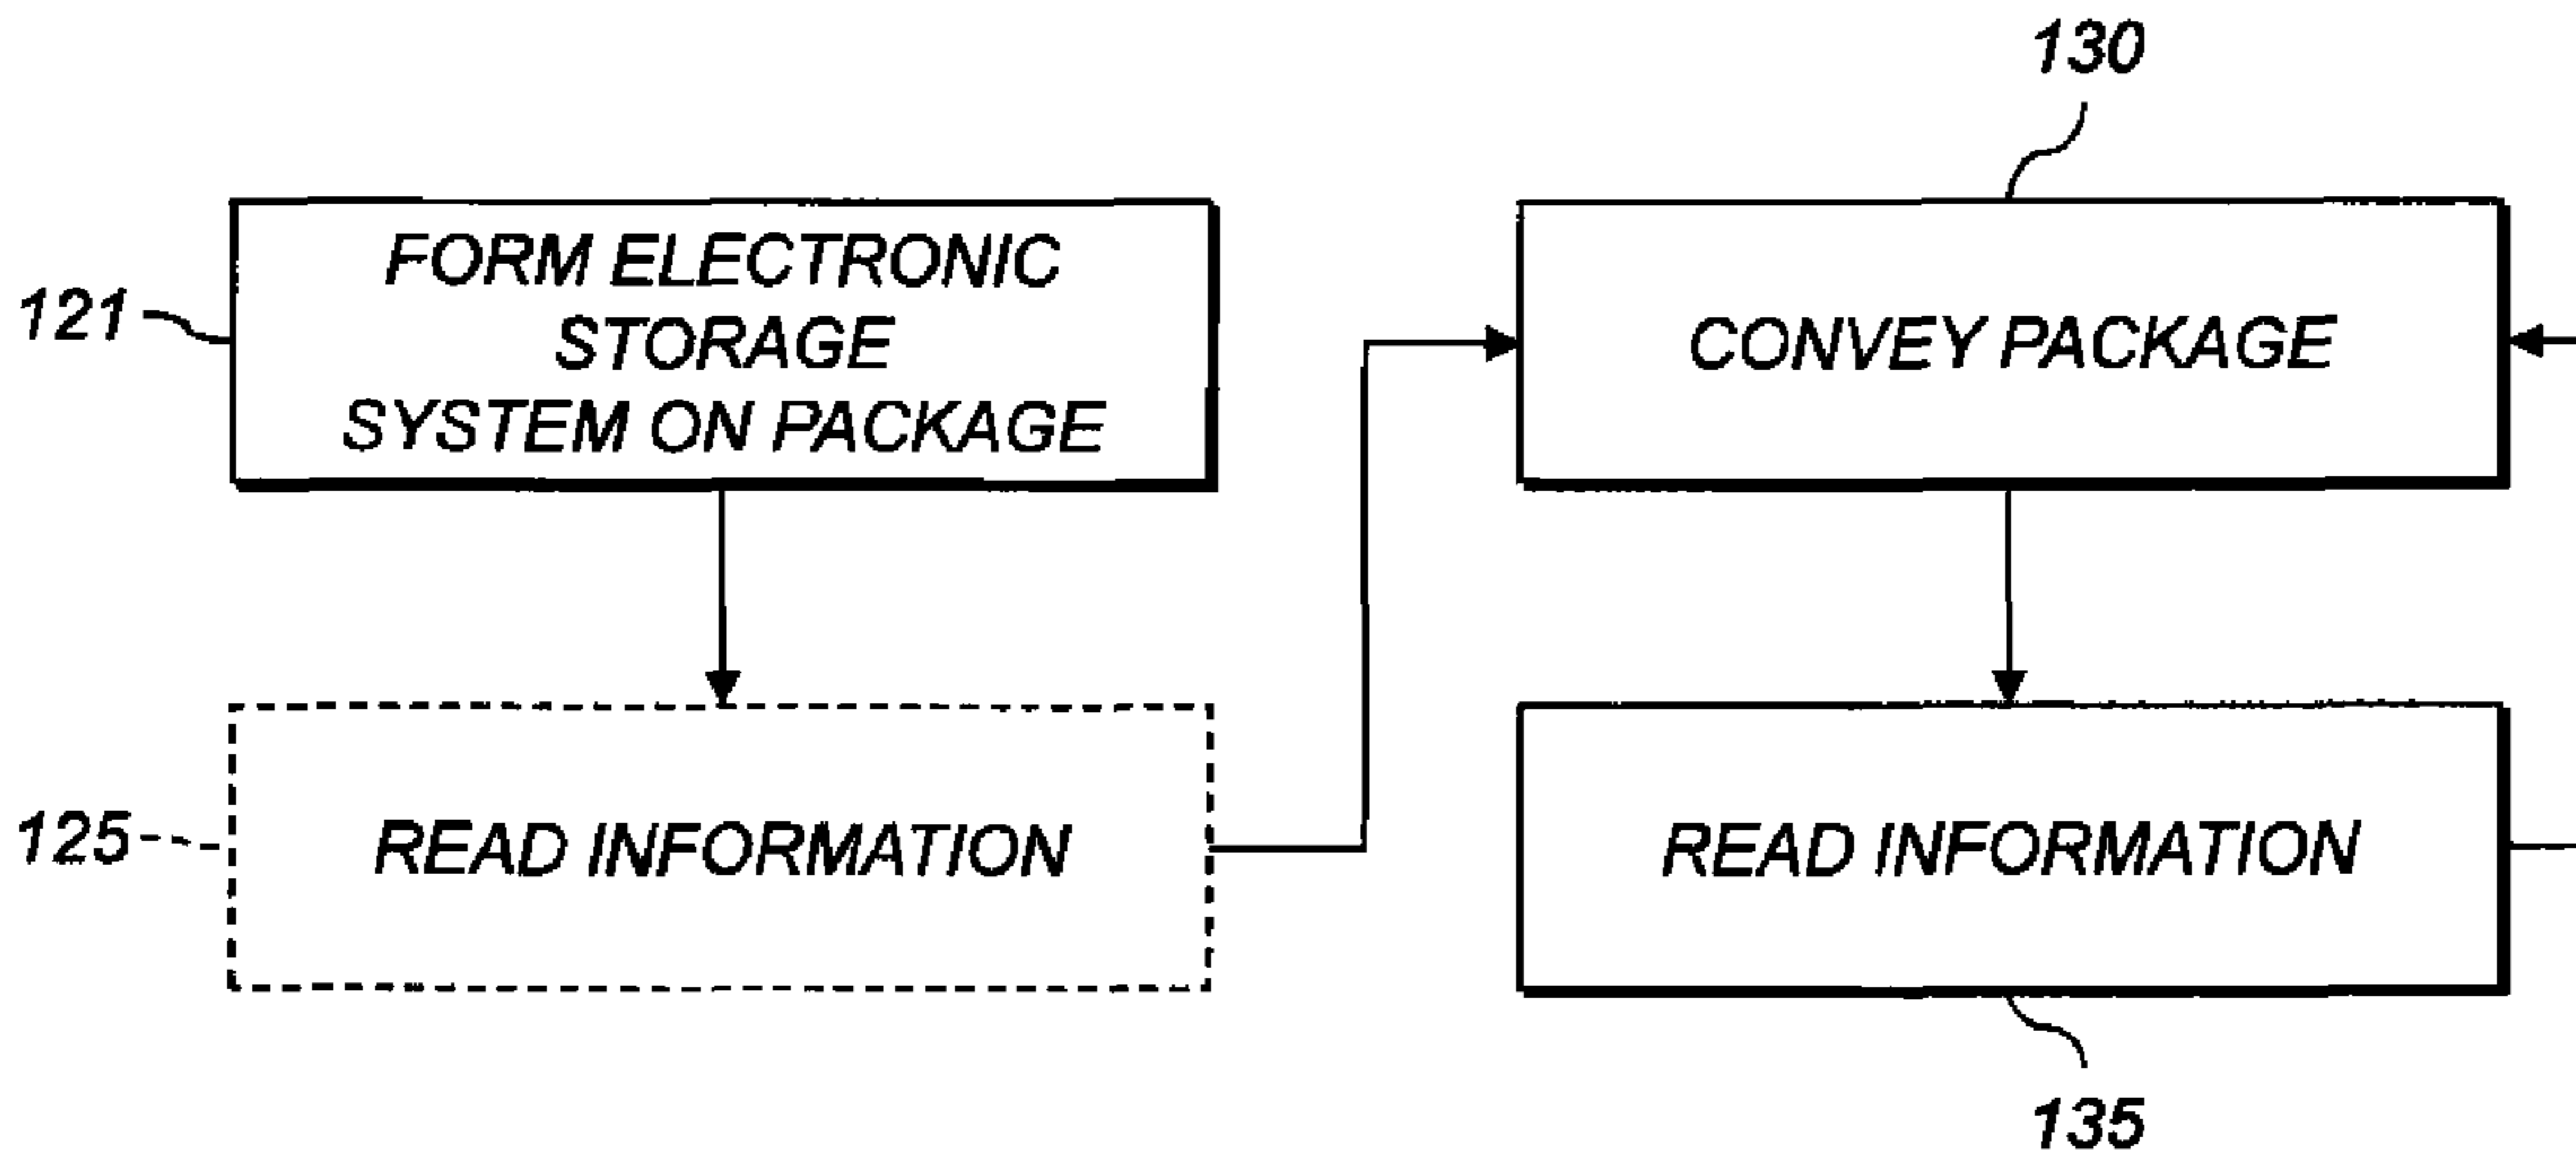 130
121
FORM ELECTRONIC
STORAGE
SYSTEM ON PACKAGE
CONVEY PACKAGE
125
READ INFORMATION
READ INFORMATION
135